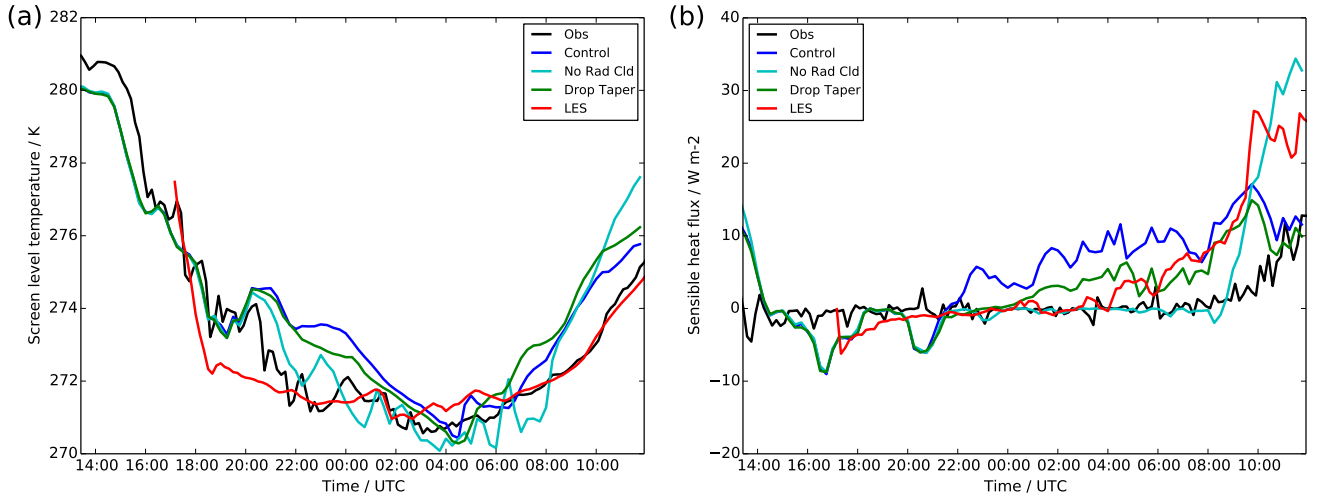 (a)
282
280
278
276
274
272
270
Screen level temperature / K
Obs
Control
No Rad Cld
Drop Taper
LES
14:00 16:00 18:00 20:00 22:00 00:00 02:00 04:00 06:00 08:00 10:00
Time / UTC
(b)
40
30
20
10
0
−10
−20
Sensible heat flux / W m-2
Obs
Control
No Rad Cld
Drop Taper
LES
14:00 16:00 18:00 20:00 22:00 00:00 02:00 04:00 06:00 08:00 10:00
Time / UTC